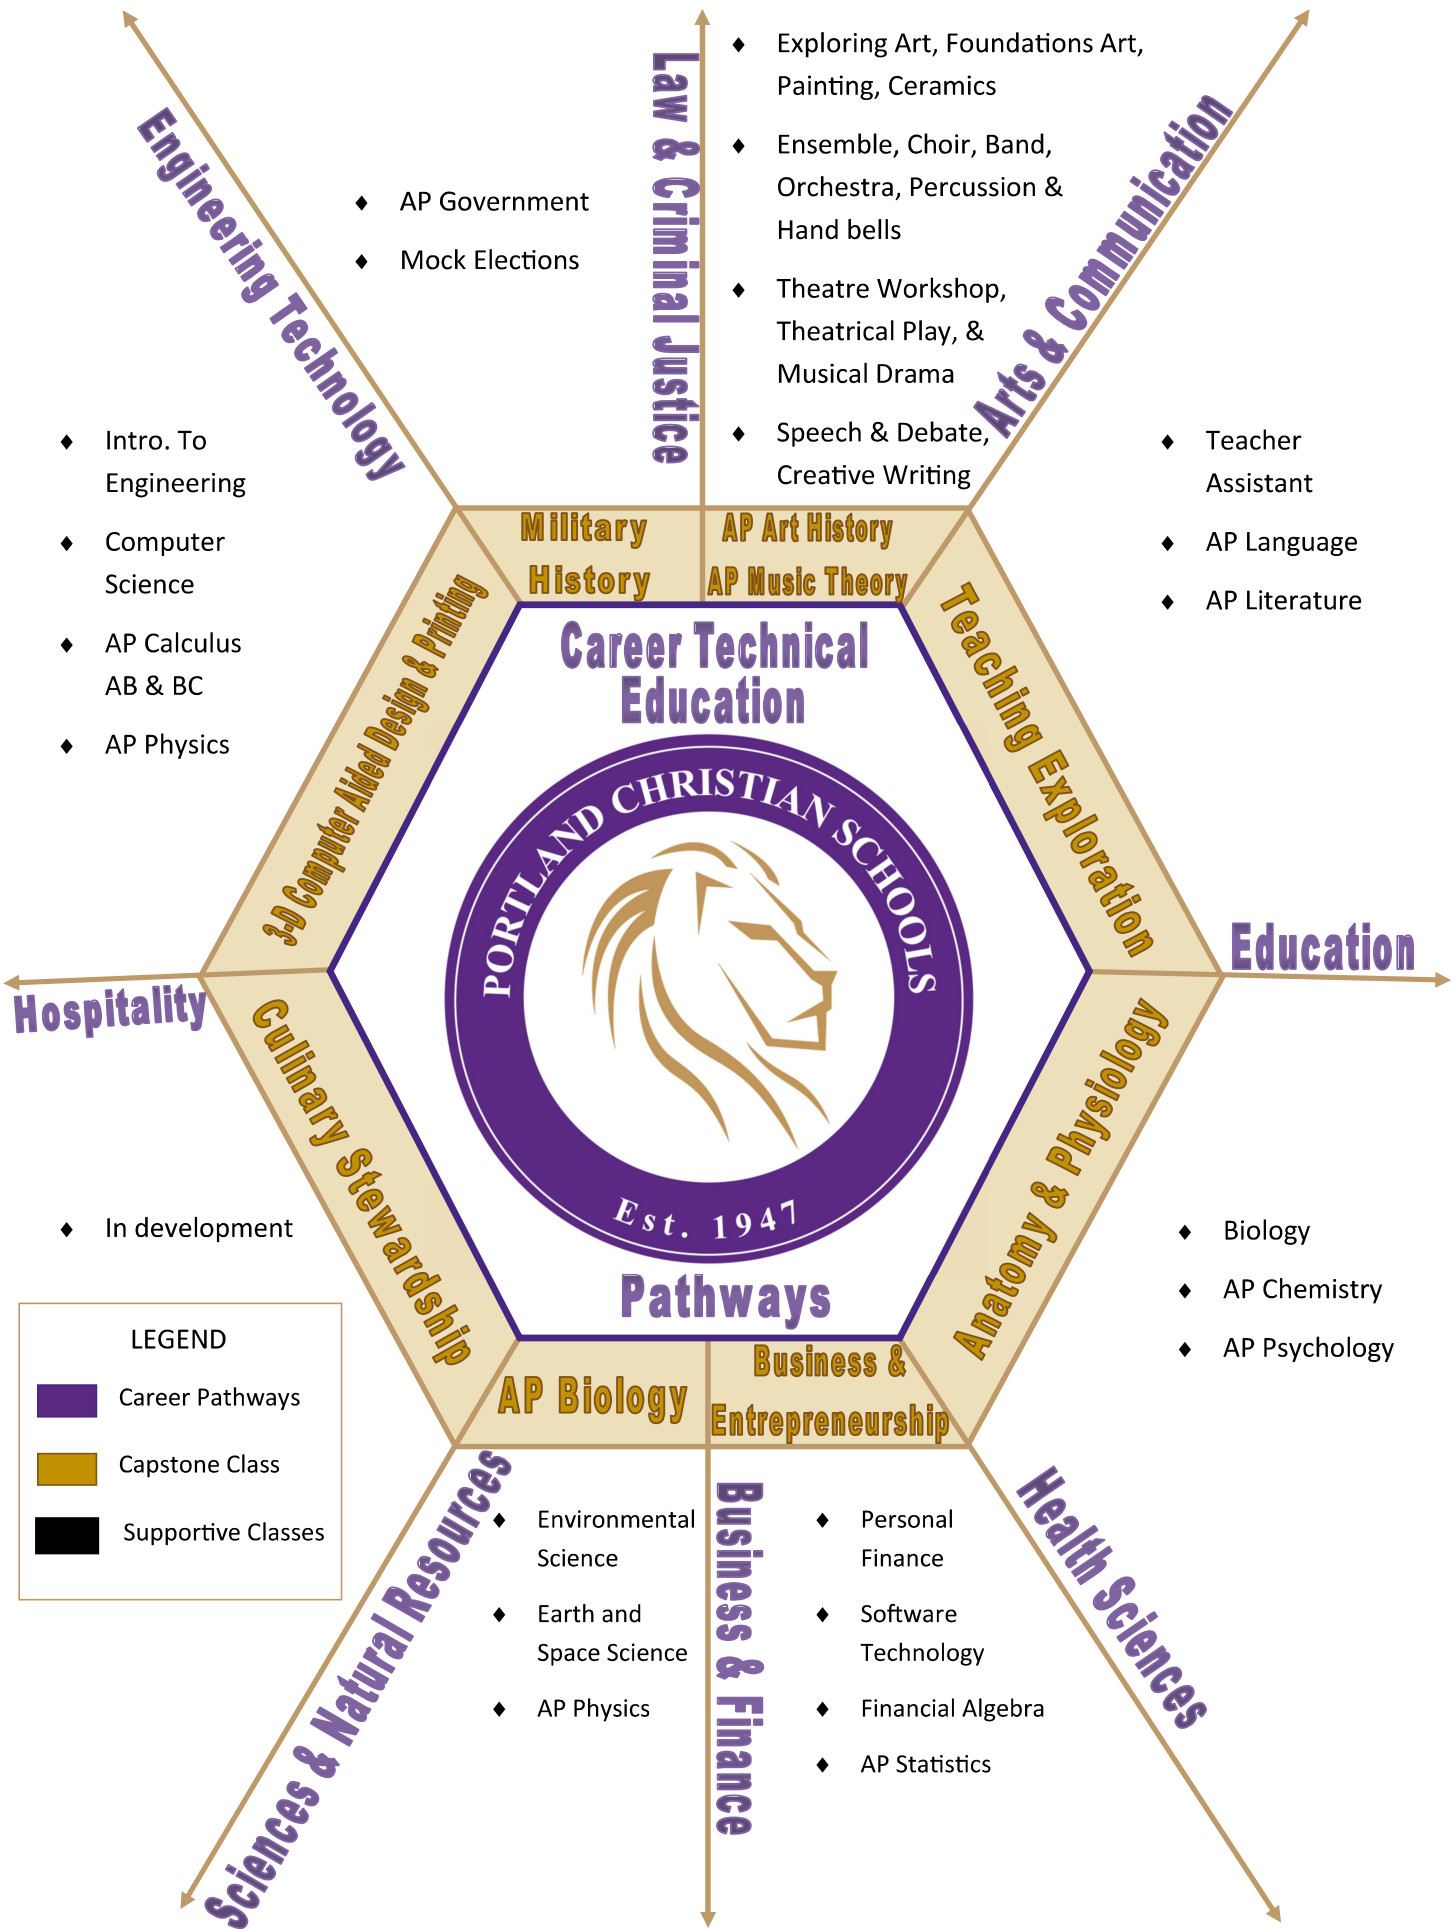 Engineering Technology
Law & Criminal Justice
Arts & Communication
♦ Exploring Art, Foundations Art,
Painting, Ceramics
♦ Ensemble, Choir, Band,
Orchestra, Percussion &
Hand bells
♦ Theatre Workshop,
Theatrical Play, &
Musical Drama
♦ Speech & Debate,
Creative Writing
♦ AP Government
♦ Mock Elections
♦ Intro. To
Engineering
♦ Computer
Science
♦ AP Calculus
AB & BC
♦ AP Physics
♦ Teacher
Assistant
♦ AP Language
♦ AP Literature
Military
History
AP Art History
AP Music Theory
3-D Computer Aided Design & Printing
Teaching Exploration
Career Technical
Education
PORTLAND CHRISTIAN SCHOOLS
Est. 1947
Pathways
Education
Hospitality
Culinary Stewardship
Anatomy & Physiology
♦ In development
♦ Biology
♦ AP Chemistry
♦ AP Psychology
LEGEND
Career Pathways
Capstone Class
Supportive Classes
AP Biology
Business &
Entrepreneurship
Sciences & Natural Resources
♦ Environmental
Science
♦ Earth and
Space Science
♦ AP Physics
Business & Finance
♦ Personal
Finance
♦ Software
Technology
♦ Financial Algebra
♦ AP Statistics
Health Sciences